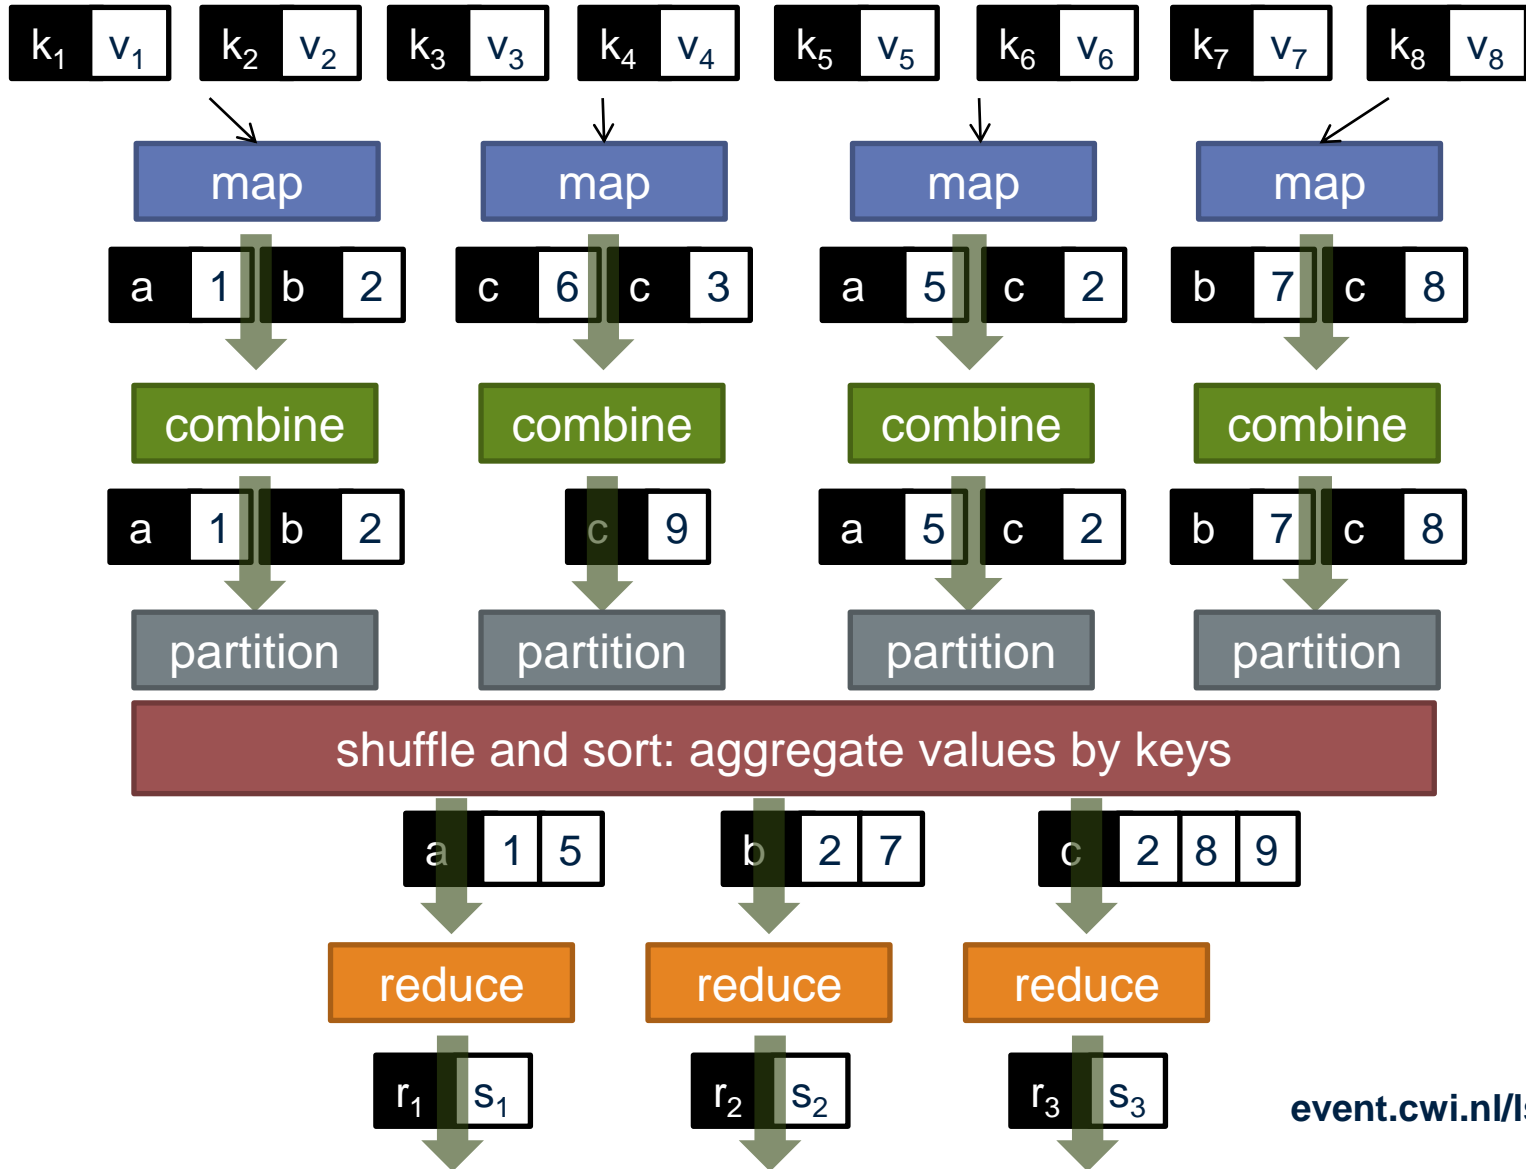 k1 v1 k2 v2 k3 v3 k4 v4 k5 v5 k6 v6 k7 v7 k8 v8
map map map map
a 1 b 2 c 6 c 3 a 5 c 2 b 7 c 8
combine combine combine combine
a 1 b 2 c 9 a 5 c 2 b 7 c 8
partition partition partition partition
shuffle and sort: aggregate values by keys
a 1 5 b 2 7 c 2 8 9
reduce reduce reduce
r1 s1 r2 s2 r3 s3
event.cwi.nl/